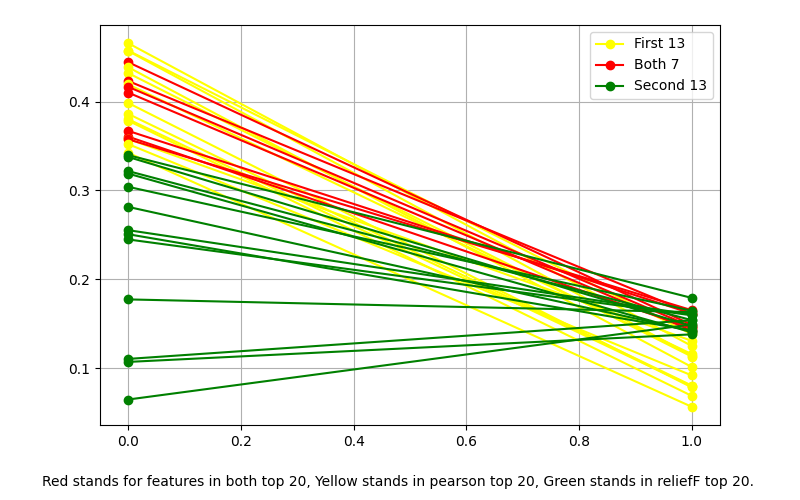 First 13
Both 7
Second 13
0.4
0.3
0.2
0.1
0.0 0.2 0.4 0.6 0.8 1.0
Red stands for features in both top 20, Yellow stands in pearson top 20, Green stands in reliefF top 20.